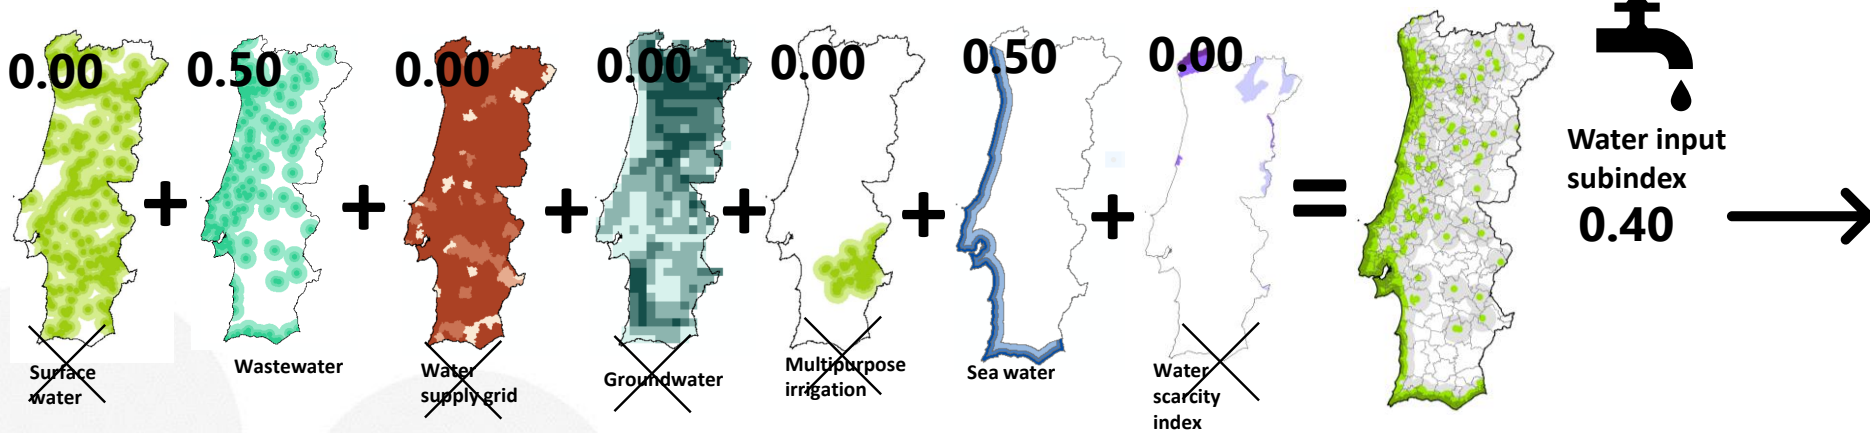 0.00
0.50
0.00
0.00
0.00
0.50
0.00
+
+
+
+
+
+
=
Surface
water
Wastewater
Water
supply grid
Groundwater
Multipurpose
irrigation
Sea water
Water
scarcity
index
Water input
subindex
0.40